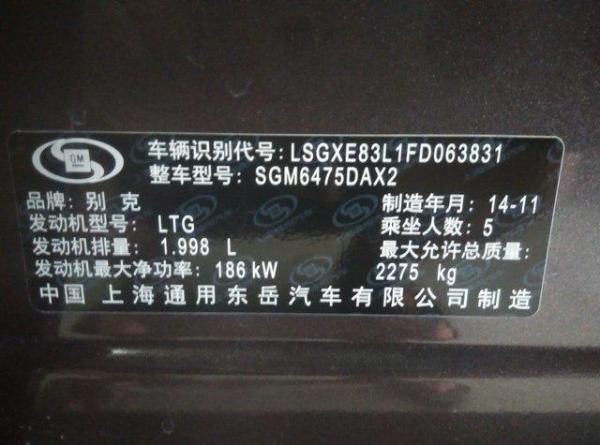 GM
车辆识别代号: LSGXE83L1FD063831
整车型号: SGM6475DAX2
品牌: 别克
制造年月: 14-11
发动机型号: LTG
乘坐人数: 5
发动机排量: 1.998 L
最大允许总质量:
发动机最大净功率: 186 kW
2275 kg
中国 上海通用东岳汽车有限公司制造